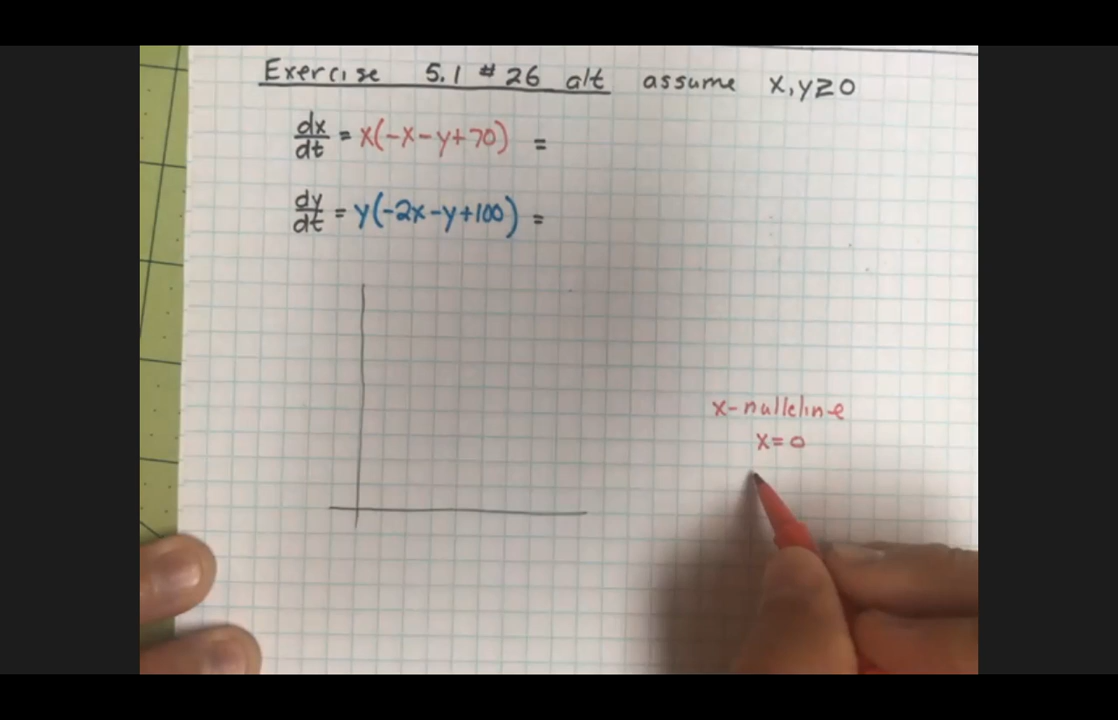 Exercise 5.1 #26 alt assume x,y≥0
dx/dt = x(-x-y+70) =
dy/dt = y(-2x-y+100) =
x-nullcline
x=0